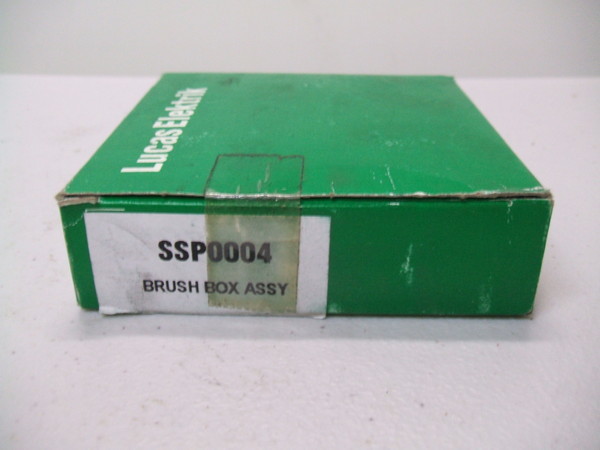 Lucas Elektrik
SSP0004
BRUSH BOX ASSY